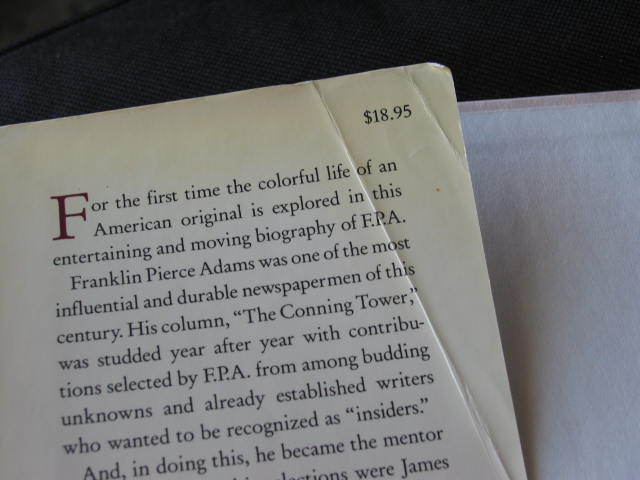 $18.95
For the first time the colorful life of an
American original is explored in this
entertaining and moving biography of F.P.A.
Franklin Pierce Adams was one of the most
influential and durable newspapermen of this
century. His column, “The Conning Tower,”
was studded year after year with contribu-
tions selected by F.P.A. from among budding
unknowns and already established writers
who wanted to be recognized as “insiders.”
And, in doing this, he became the mentor
were James